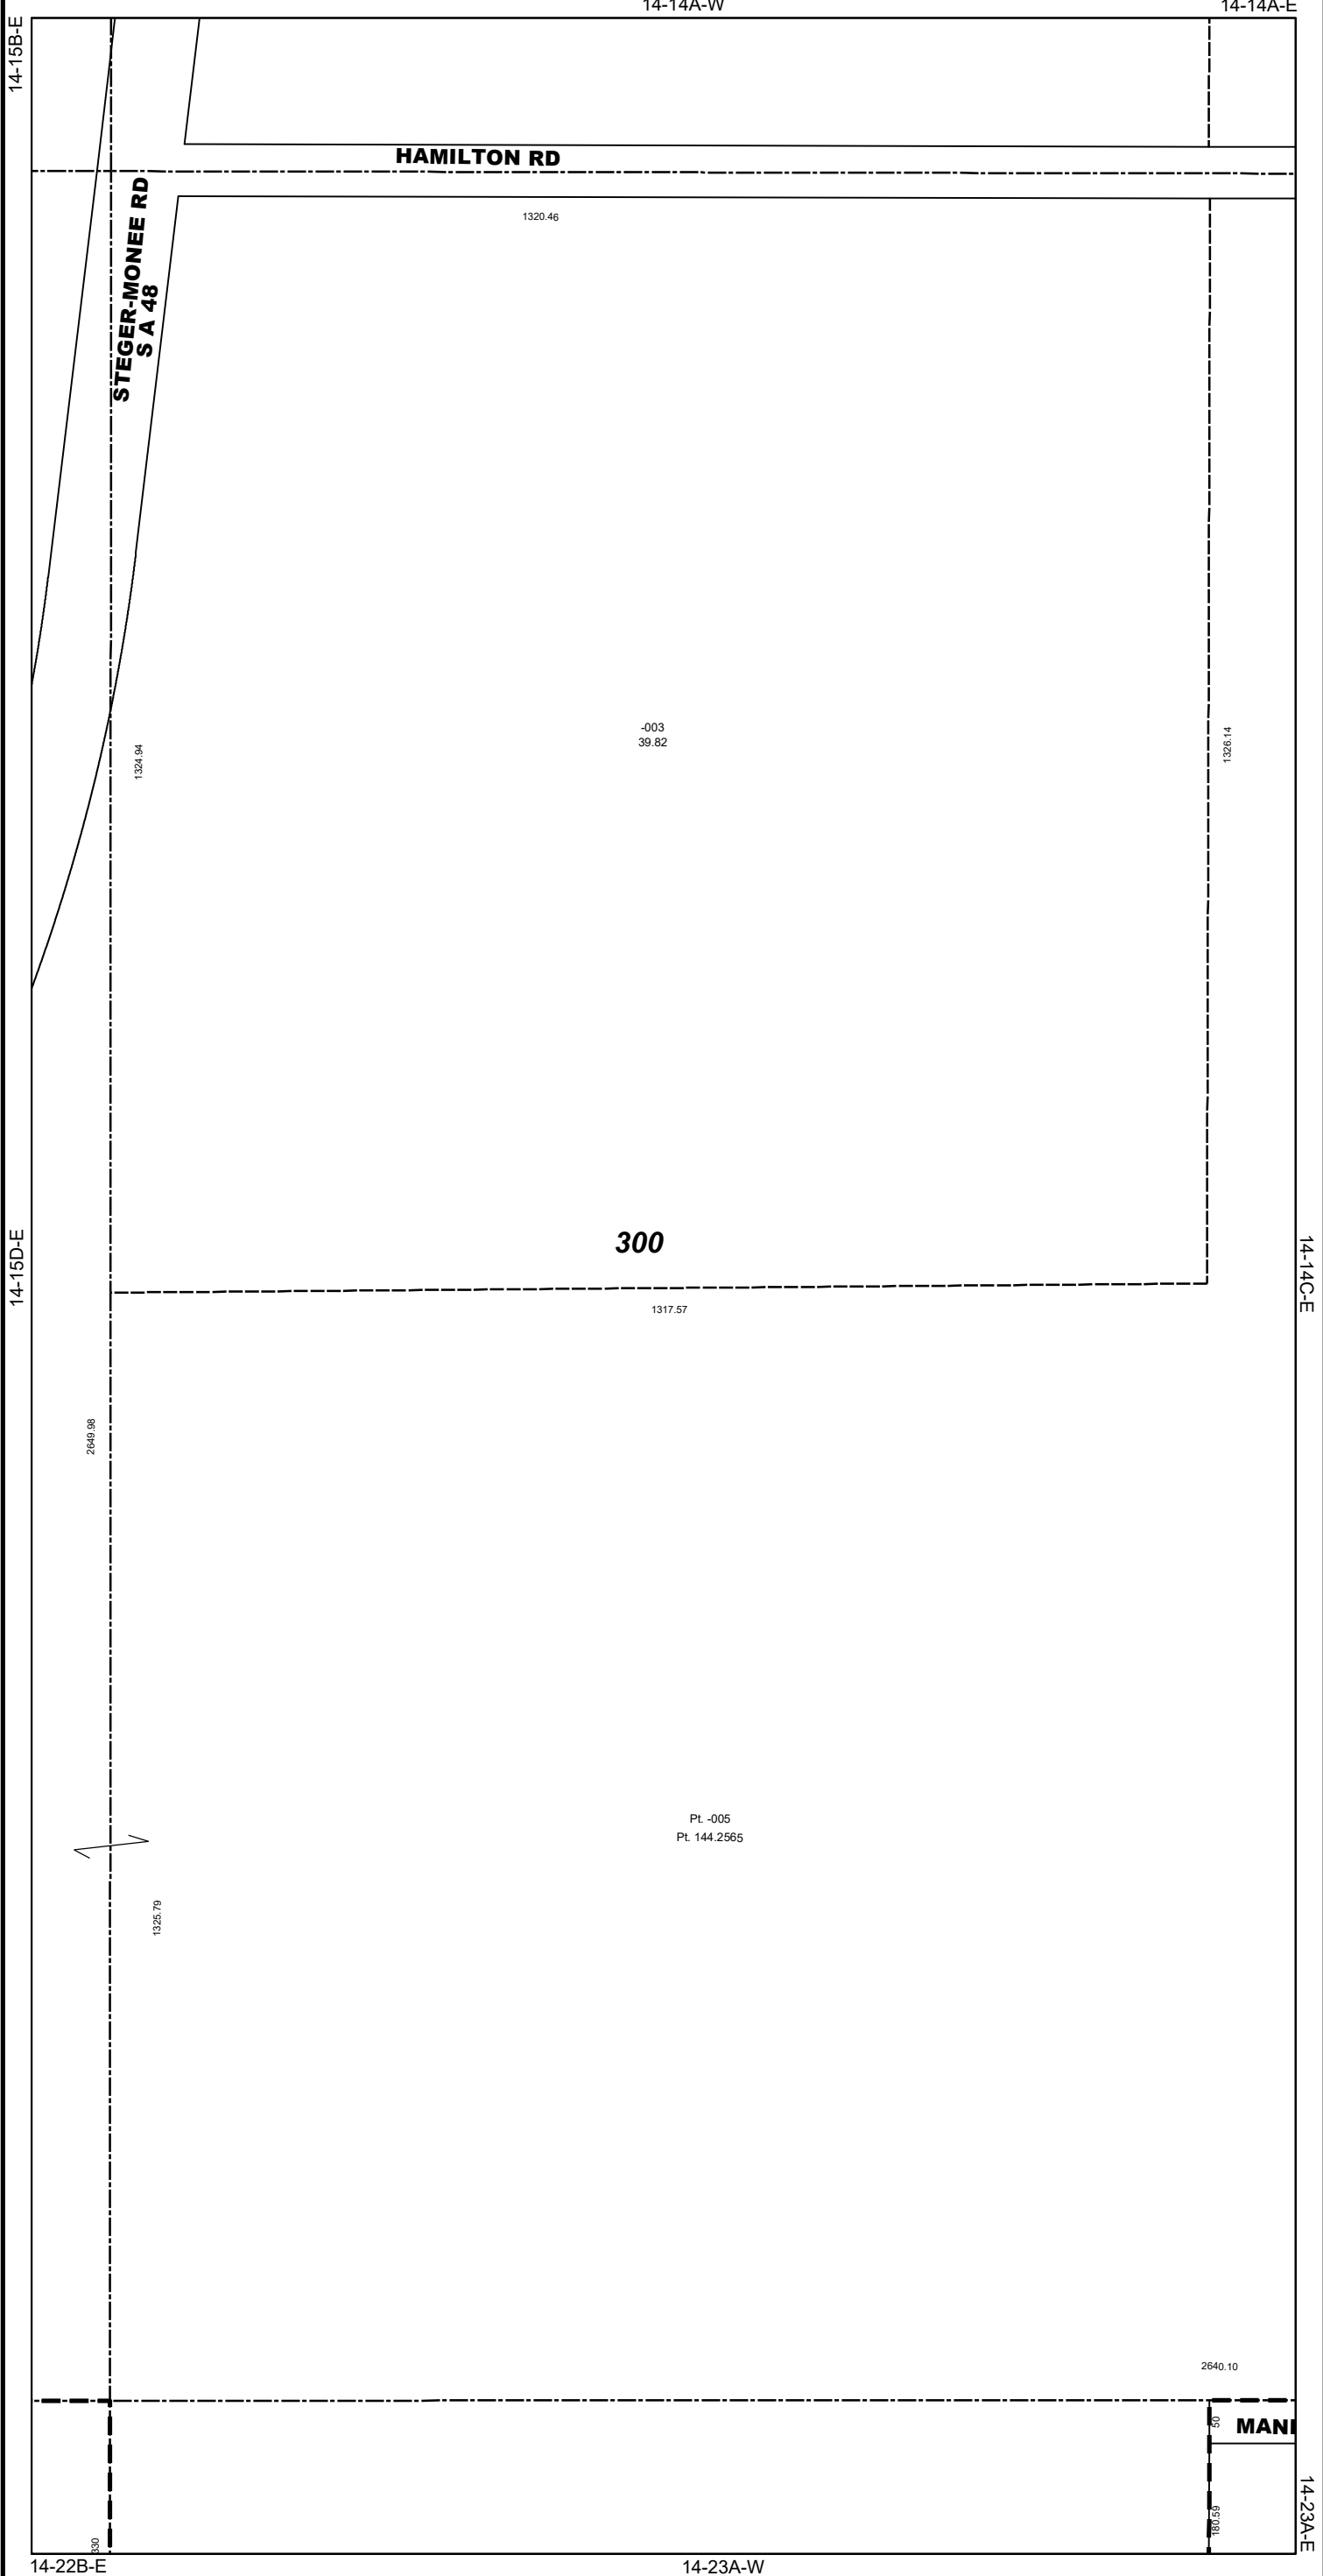 14-14A-W
14-14A-E
14-15B-E
HAMILTON RD
STEGER-MONEE RD
S A 48
1320.46
-003
39.82
1324.94
1326.14
300
14-15D-E
14-14C-E
1317.57
2649.98
Pt. -005
Pt. 144.2565
1325.79
2640.10
50
MANI
180.59
330
14-23A-E
14-22B-E
14-23A-W